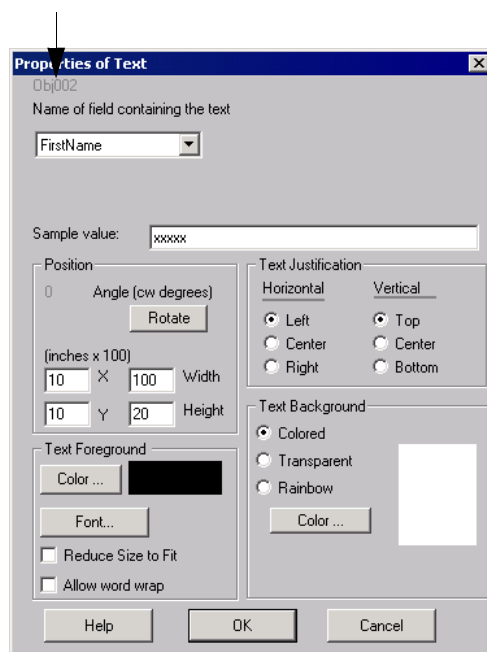 Properties of Text
Obj002
Name of field containing the text
FirstName
Sample value: xxxxx
Position
0 Angle (cw degrees)
Rotate
(inches x 100)
10 X 100 Width
10 Y 20 Height
Text Justification
Horizontal Vertical
Left Top
Center Center
Right Bottom
Text Foreground
Color ...
Font...
Reduce Size to Fit
Allow word wrap
Text Background
Colored
Transparent
Rainbow
Color ...
Help OK Cancel